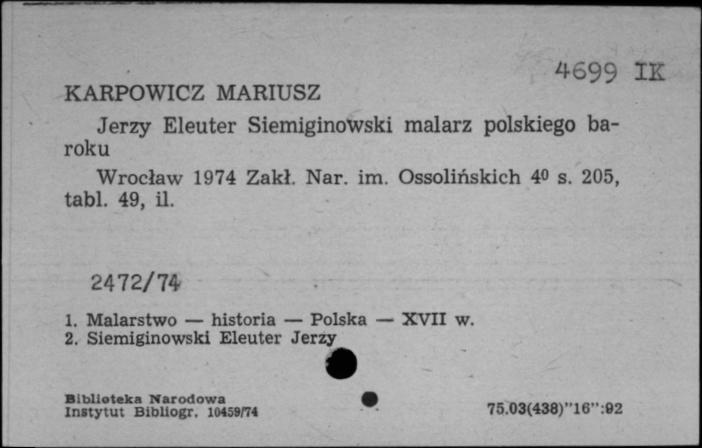 4699 IK
KARPOWICZ MARIUSZ
Jerzy Eleuter Siemiginowski malarz polskiego ba-
roku
Wrocław 1974 Zakł. Nar. im. Ossolińskich 4⁰ s. 205,
tabl. 49, il.
2472/74
1. Malarstwo — historia — Polska — XVII w.
2. Siemiginowski Eleuter Jerzy
Biblioteka Narodowa
Instytut Bibliogr. 10459/74
75.03(438)"16":92